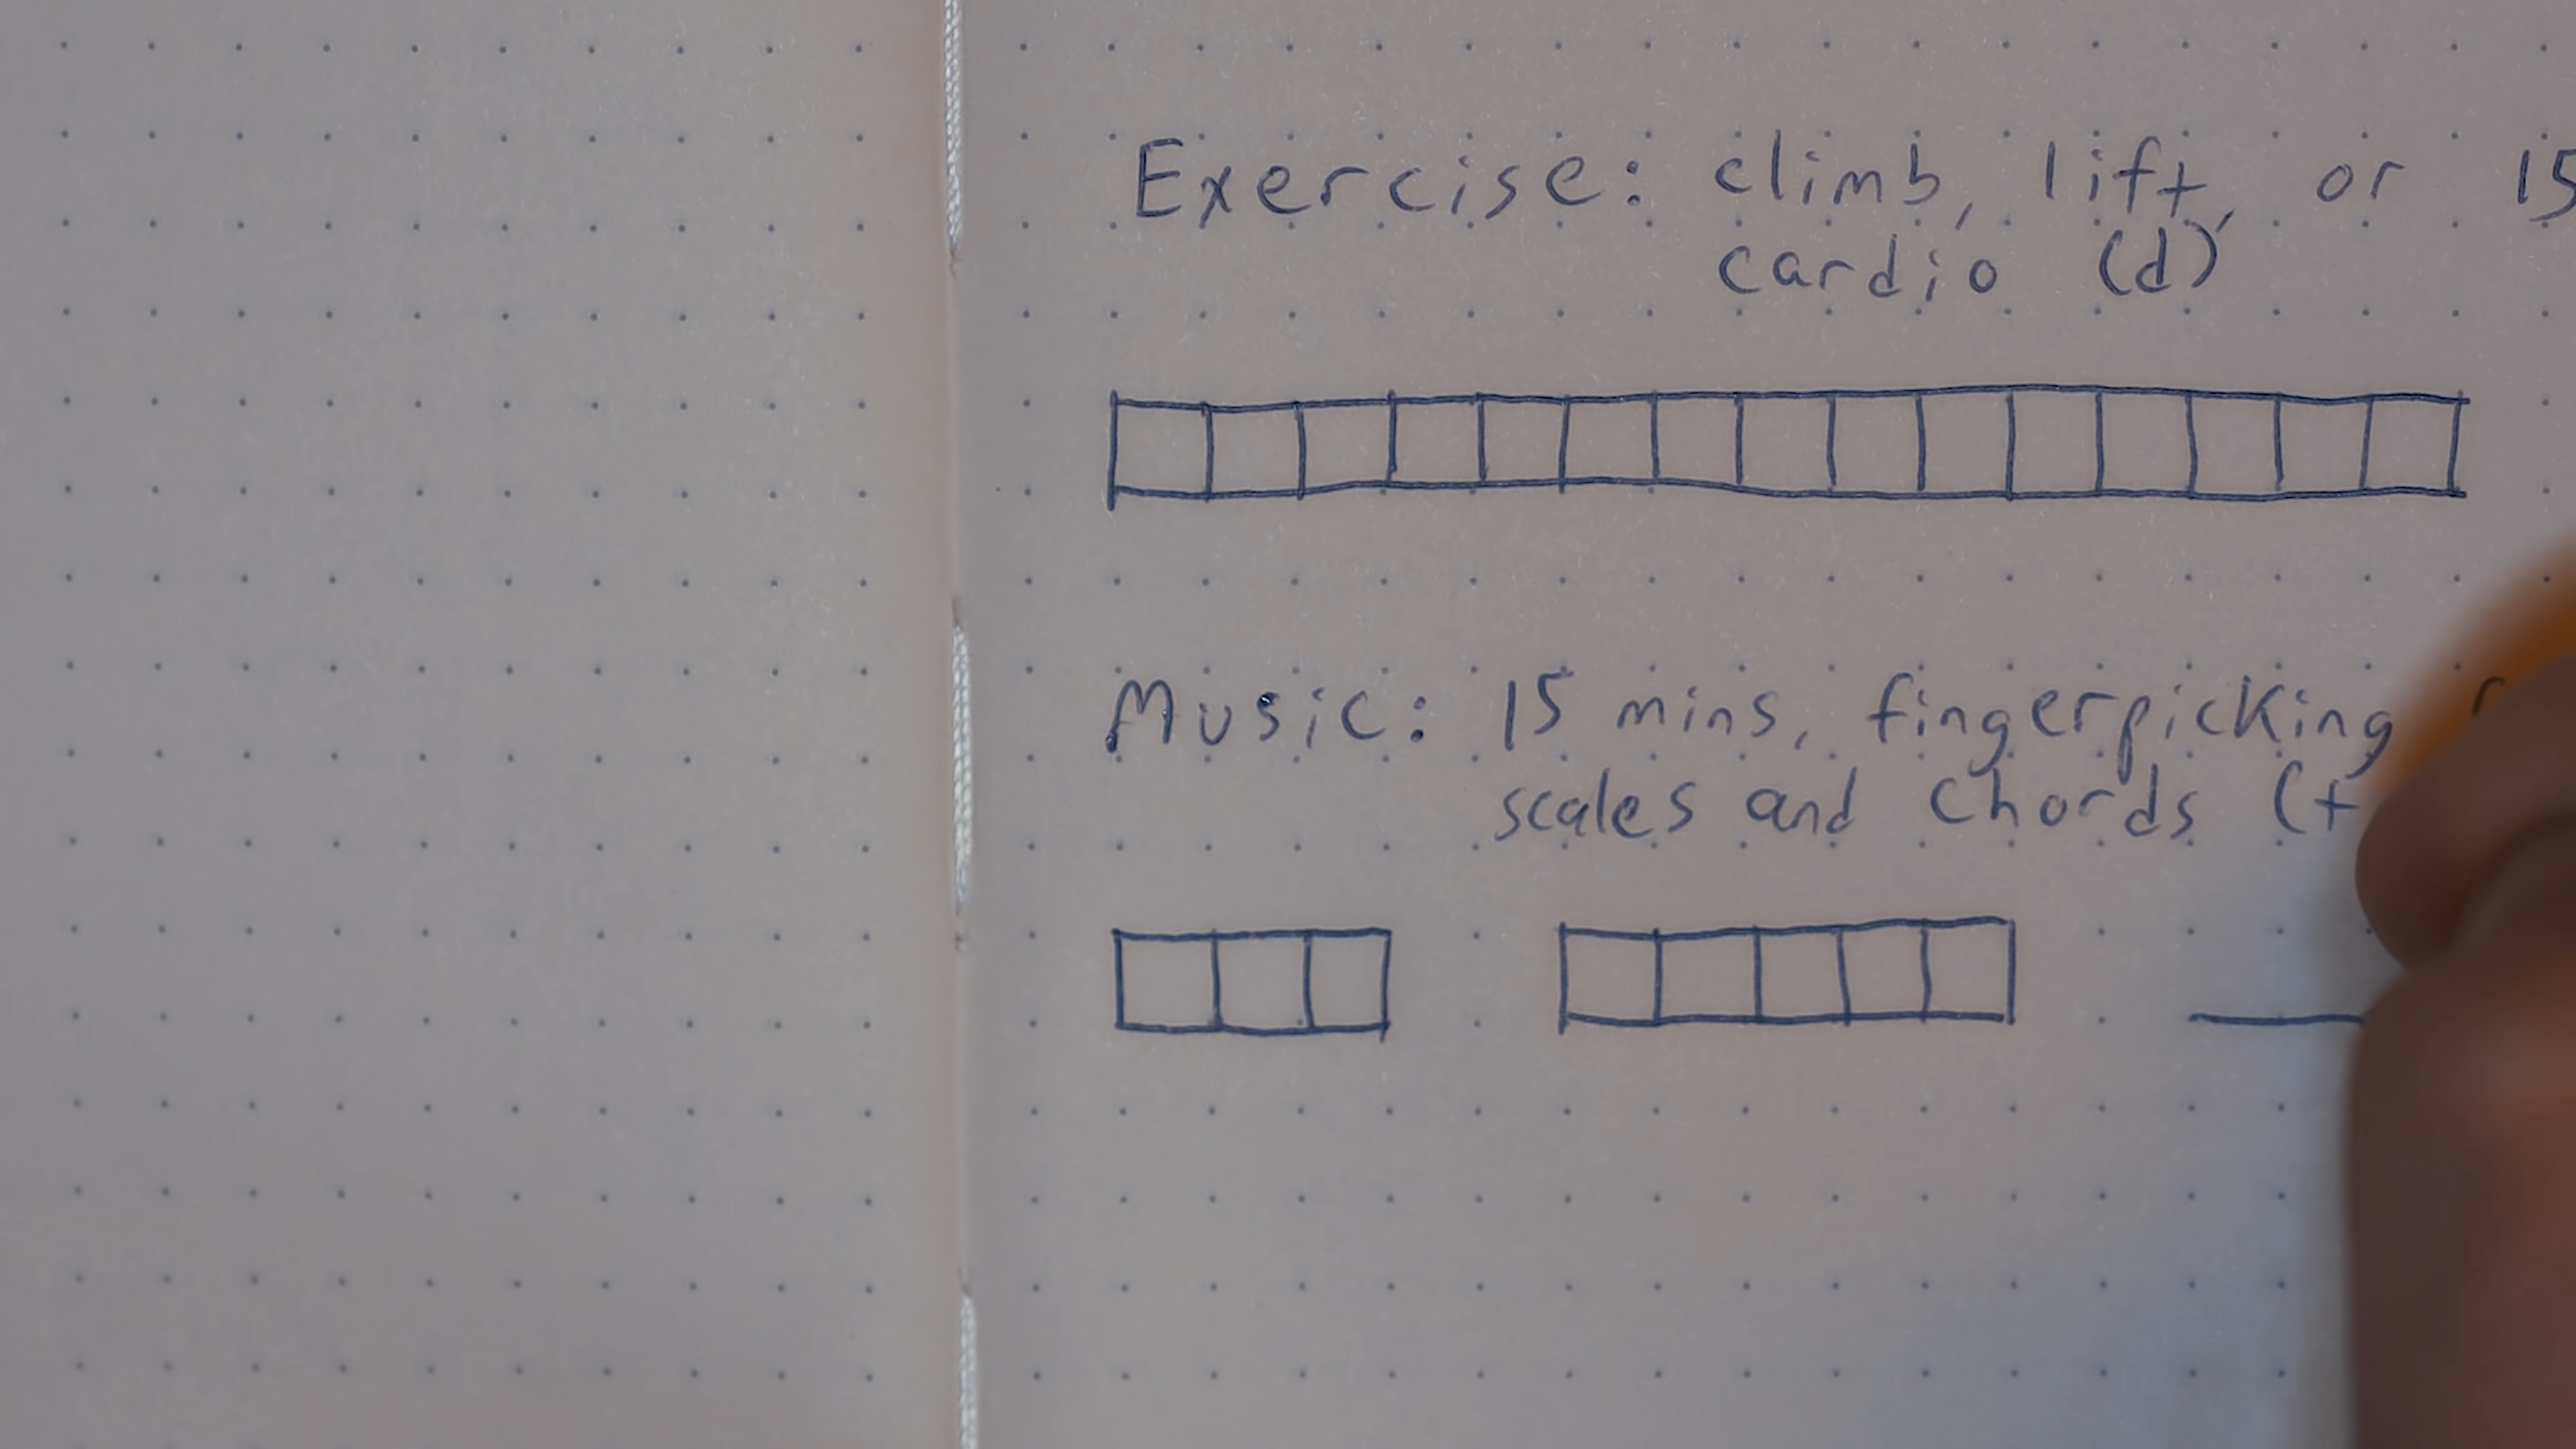 Exercise: climb, lift, or 15
cardio (d)
Music: 15 mins, fingerpicking
scales and chords (t